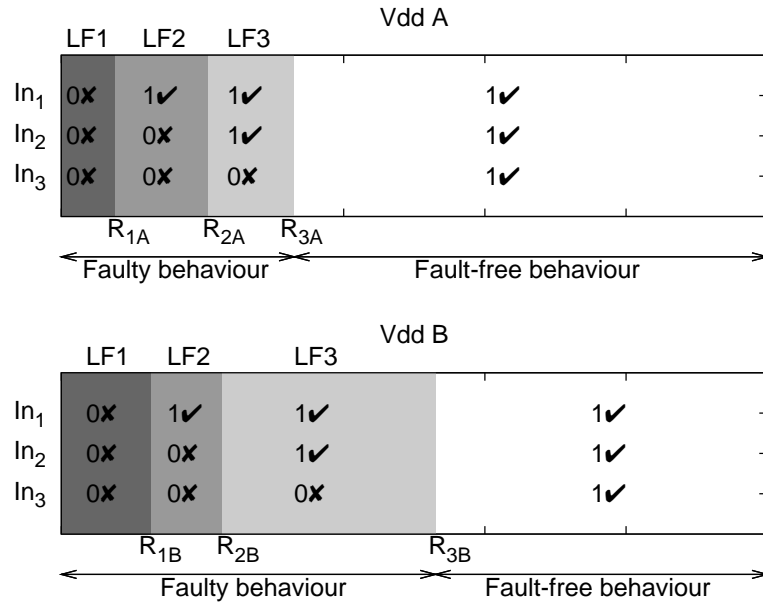 Vdd A
LF1 LF2 LF3
In1 0✘ 1✔ 1✔ 1✔
In2 0✘ 0✘ 1✔ 1✔
In3 0✘ 0✘ 0✘ 1✔
R1A R2A R3A
Faulty behaviour Fault-free behaviour
Vdd B
LF1 LF2 LF3
In1 0✘ 1✔ 1✔ 1✔
In2 0✘ 0✘ 1✔ 1✔
In3 0✘ 0✘ 0✘ 1✔
R1B R2B R3B
Faulty behaviour Fault-free behaviour